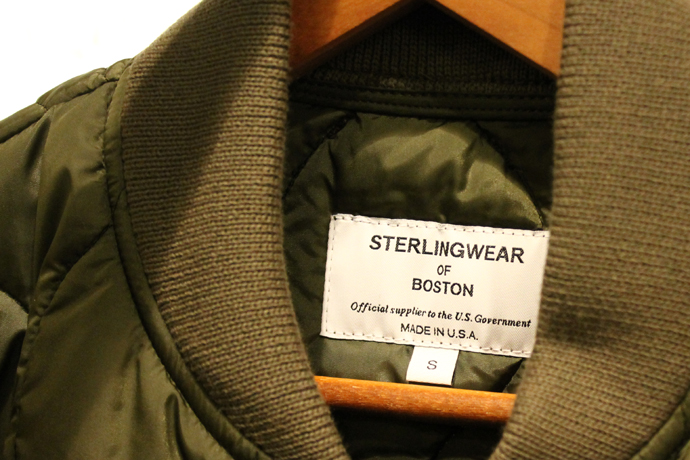 STERLINGWEAR
OF
BOSTON
Official supplier to the U.S. Government
MADE IN U.S.A.
S